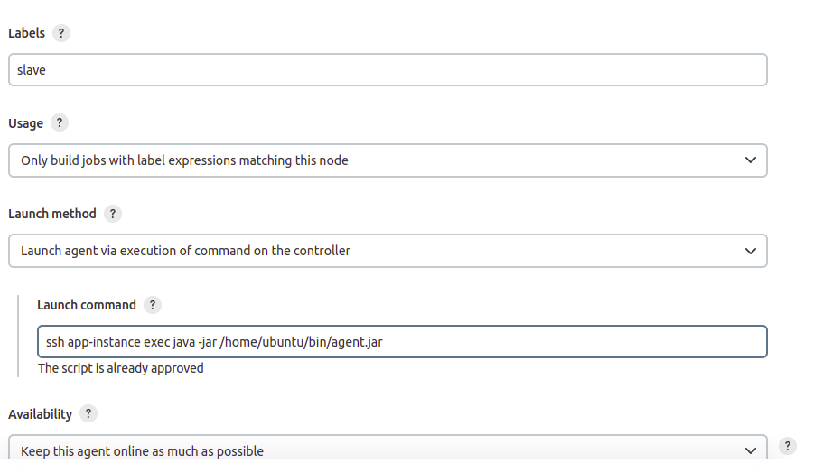 Labels ?
slave
Usage ?
Only build jobs with label expressions matching this node
Launch method ?
Launch agent via execution of command on the controller
Launch command ?
ssh app-instance exec java -jar /home/ubuntu/bin/agent.jar
The script is already approved
Availability ?
Keep this agent online as much as possible ?